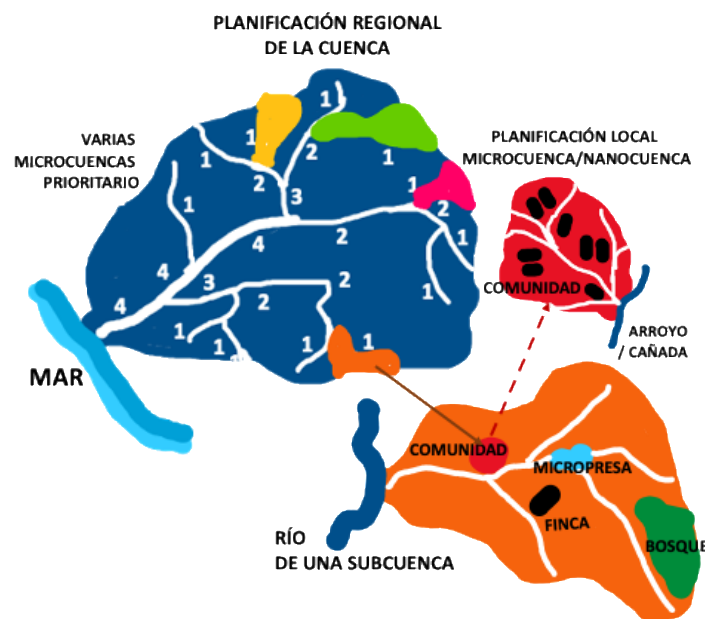 PLANIFICACIÓN REGIONAL
DE LA CUENCA
VARIAS
MICROCUENCAS
PRIORITARIO
PLANIFICACIÓN LOCAL
MICROCUENCA/NANOCUENCA
1
1
1
2
1
2
1
1
2
3
1
4
2
1
4
3
2
2
1
4
1
1
1
1
COMUNIDAD
ARROYO
/ CAÑADA
MAR
COMUNIDAD
MICROPRESA
FINCA
BOSQUE
RÍO
DE UNA SUBCUENCA